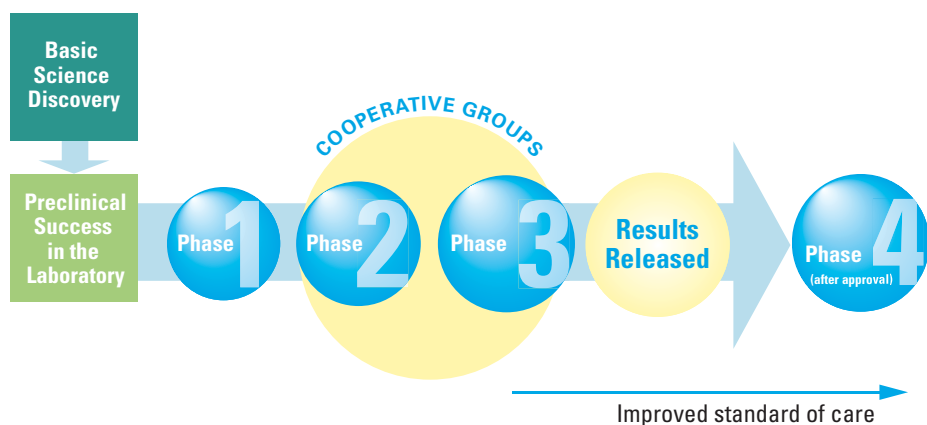 Basic
Science
Discovery
COOPERATIVE GROUPS
Preclinical
Success
in the
Laboratory
Phase 1
Phase 2
Phase 3
Results
Released
Phase 4
(after approval)
Improved standard of care